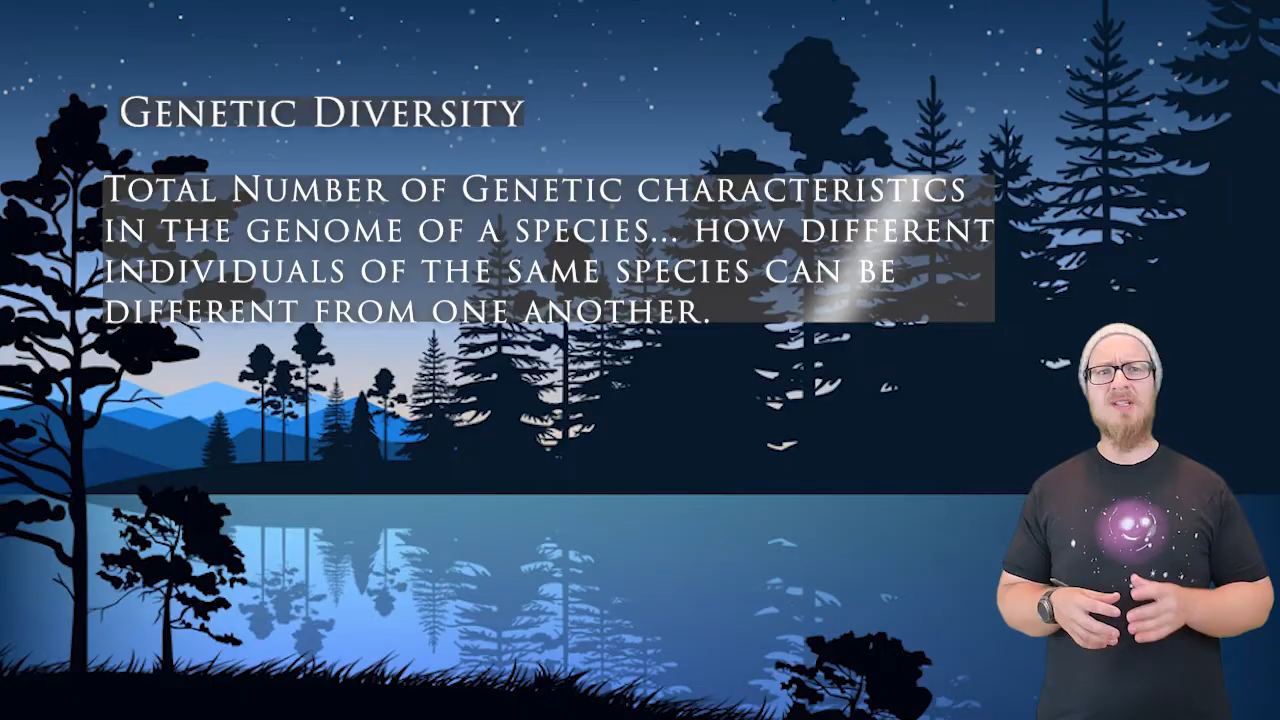 Genetic Diversity
Total Number of Genetic characteristics
in the genome of a species... how different
individuals of the same species can be
different from one another.